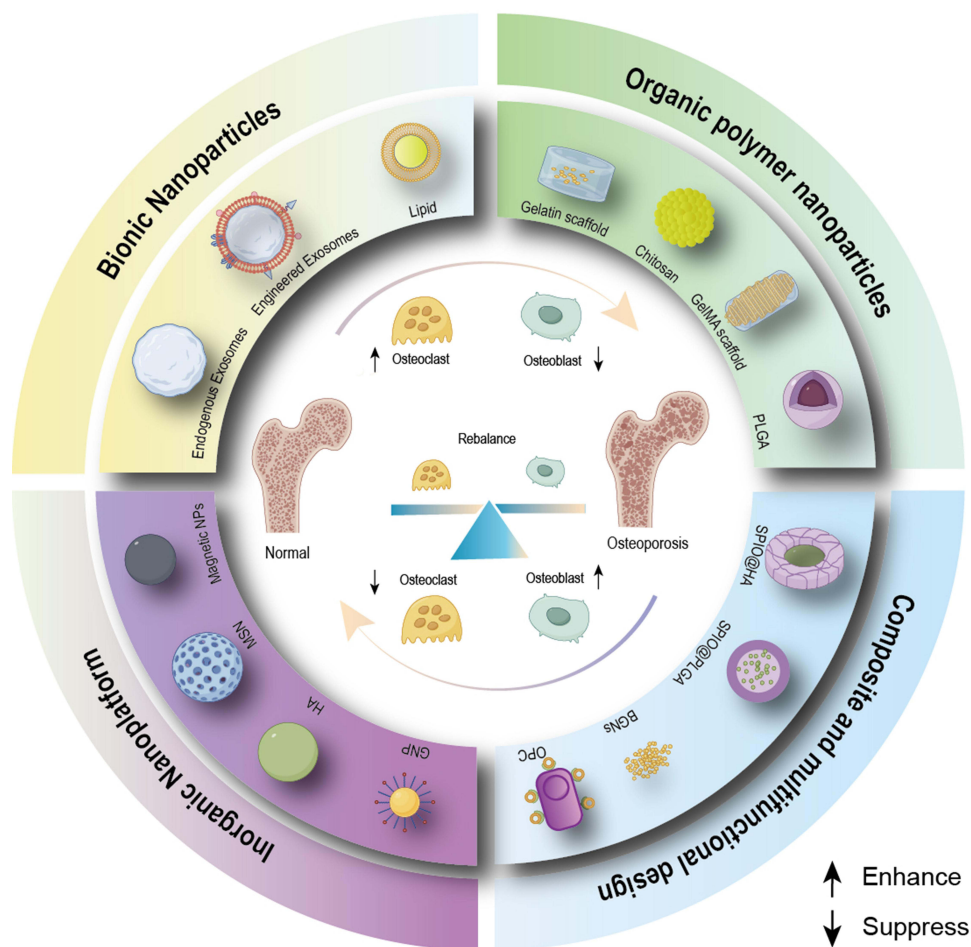 Bionic Nanoparticles
Organic polymer nanoparticles
Lipid
Engineered Exosomes
Endogenous Exosomes
Gelatin scaffold
Chitosan
GelMA scaffold
PLGA
Osteoclast
Osteoblast
Rebalance
Normal
Osteoporosis
Osteoclast
Osteoblast
Magnetic NPs
MSN
HA
GNP
Inorganic Nanoplatform
SPIO@HA
SPIO@PLGA
BGNs
OPC
Composite and multifunctional design
Enhance
Suppress